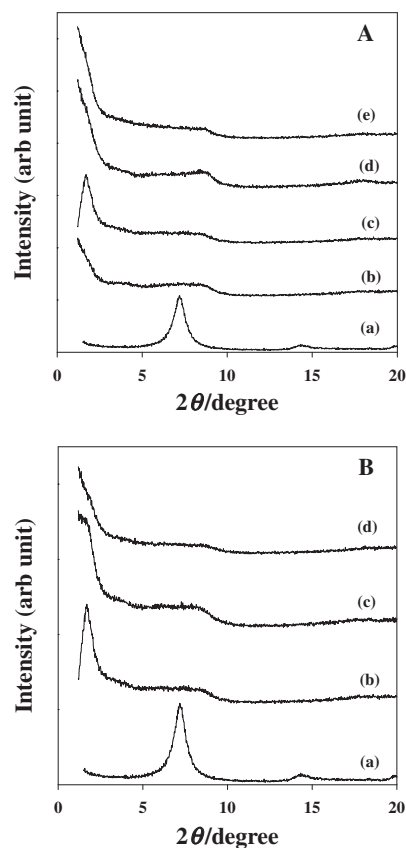 A
(e)
(d)
(c)
(b)
(a)
Intensity (arb unit)
0 5 10 15 20
2θ/degree
B
(d)
(c)
(b)
(a)
Intensity (arb unit)
0 5 10 15 20
2θ/degree